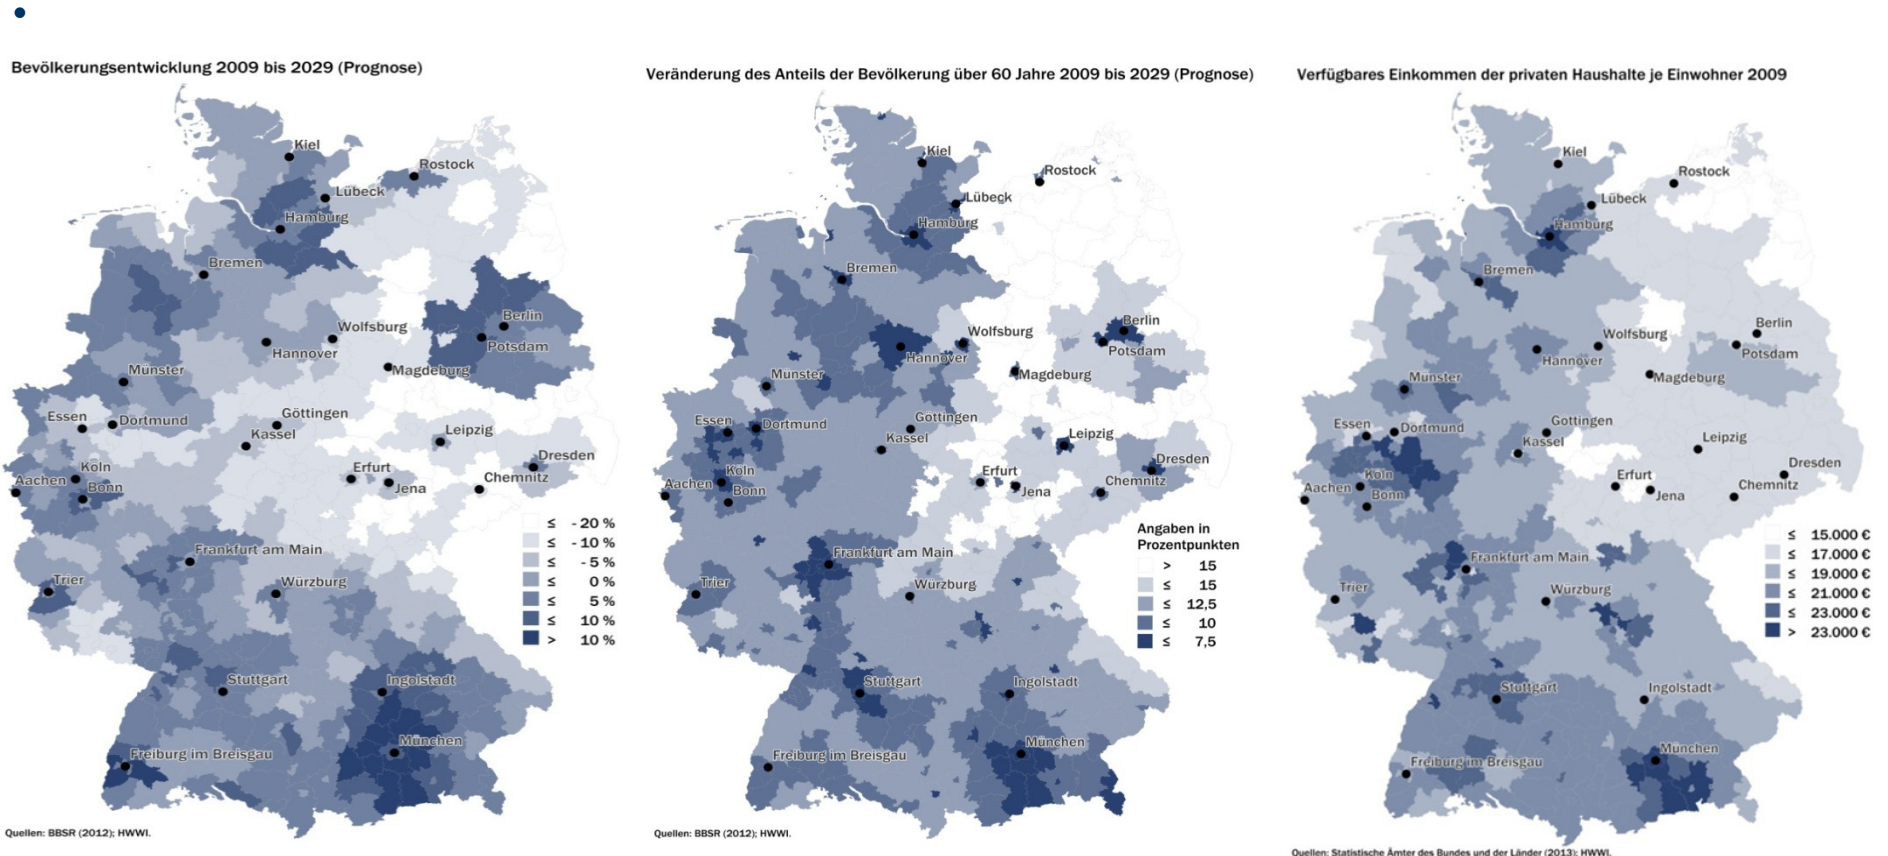 •
Bevölkerungsentwicklung 2009 bis 2029 (Prognose)
Kiel
Rostock
Lübeck
Hamburg
Bremen
Wolfsburg
Hannover
Berlin
Potsdam
Magdeburg
Münster
Essen
Dortmund
Göttingen
Kassel
Leipzig
Dresden
Köln
Aachen
Bonn
Erfurt
Jena
Chemnitz
Frankfurt am Main
Trier
Würzburg
Stuttgart
Ingolstadt
München
Freiburg im Breisgau
≤ - 20 %
≤ - 10 %
≤ - 5 %
≤ 0 %
≤ 5 %
≤ 10 %
> 10 %
Quellen: BBSR (2012); HWWI.
Veränderung des Anteils der Bevölkerung über 60 Jahre 2009 bis 2029 (Prognose)
Kiel
Rostock
Lübeck
Hamburg
Bremen
Wolfsburg
Hannover
Berlin
Potsdam
Magdeburg
Münster
Essen
Dortmund
Göttingen
Kassel
Leipzig
Dresden
Köln
Aachen
Bonn
Erfurt
Jena
Chemnitz
Frankfurt am Main
Trier
Würzburg
Stuttgart
Ingolstadt
München
Freiburg im Breisgau
Angaben in
Prozentpunkten
> 15
≤ 15
≤ 12,5
≤ 10
≤ 7,5
Quellen: BBSR (2012); HWWI.
Verfügbares Einkommen der privaten Haushalte je Einwohner 2009
Kiel
Rostock
Lübeck
Hamburg
Bremen
Wolfsburg
Hannover
Berlin
Potsdam
Magdeburg
Münster
Essen
Dortmund
Göttingen
Kassel
Leipzig
Dresden
Köln
Aachen
Bonn
Erfurt
Jena
Chemnitz
Frankfurt am Main
Trier
Würzburg
Stuttgart
Ingolstadt
München
Freiburg im Breisgau
≤ 15.000 €
≤ 17.000 €
≤ 19.000 €
≤ 21.000 €
≤ 23.000 €
> 23.000 €
Quellen: Statistische Ämter des Bundes und der Länder (2013); HWWI.